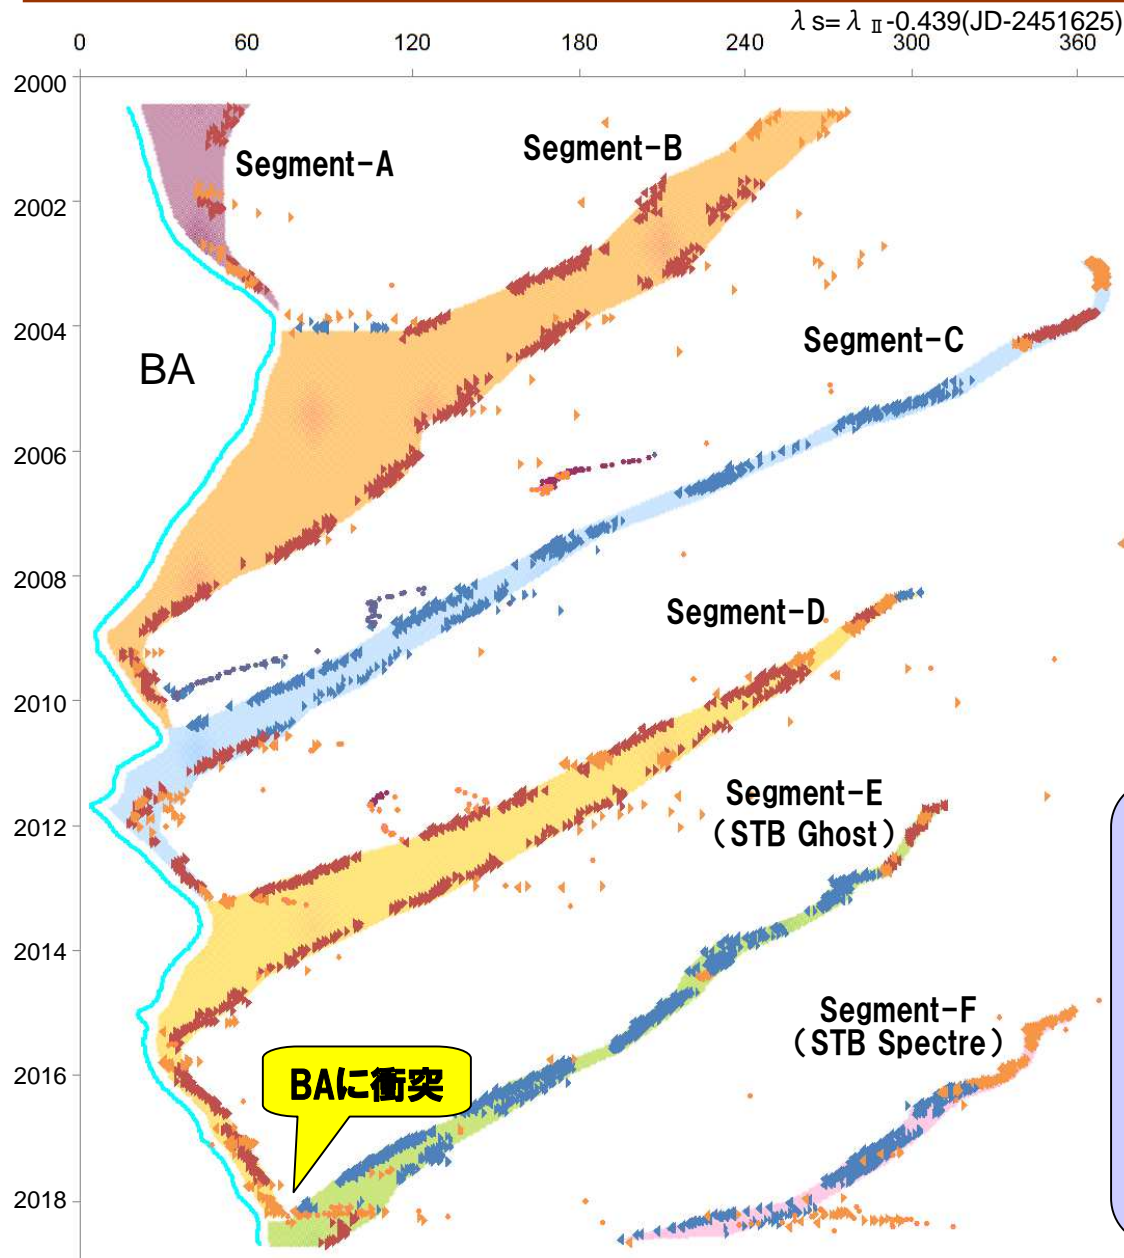 λs=λⅡ-0.439(JD-2451625)
0 60 120 180 240 300 360
2000
Segment-A
Segment-B
2002
2004
Segment-C
BA
2006
2008
Segment-D
2010
Segment-E
2012
（STB Ghost）
2014
Segment-F
（STB Spectre）
2016
BAに衝突
2018